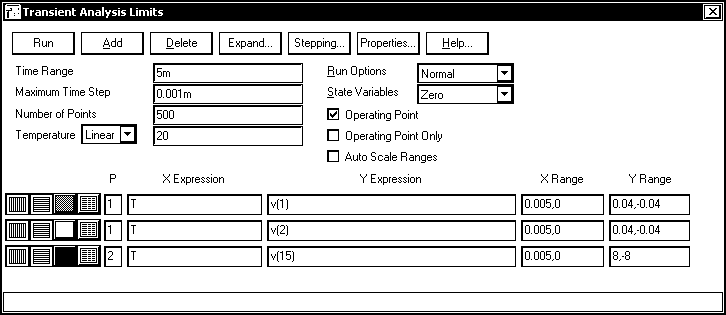 Transient Analysis Limits
Run Add Delete Expand... Stepping... Properties... Help...
Time Range 5m Run Options Normal
Maximum Time Step 0.001m State Variables Zero
Number of Points 500 Operating Point
Temperature Linear 20 Operating Point Only
Auto Scale Ranges
P X Expression Y Expression X Range Y Range
1 T v(1) 0.005,0 0.04,-0.04
1 T v(2) 0.005,0 0.04,-0.04
2 T v(15) 0.005,0 8,-8